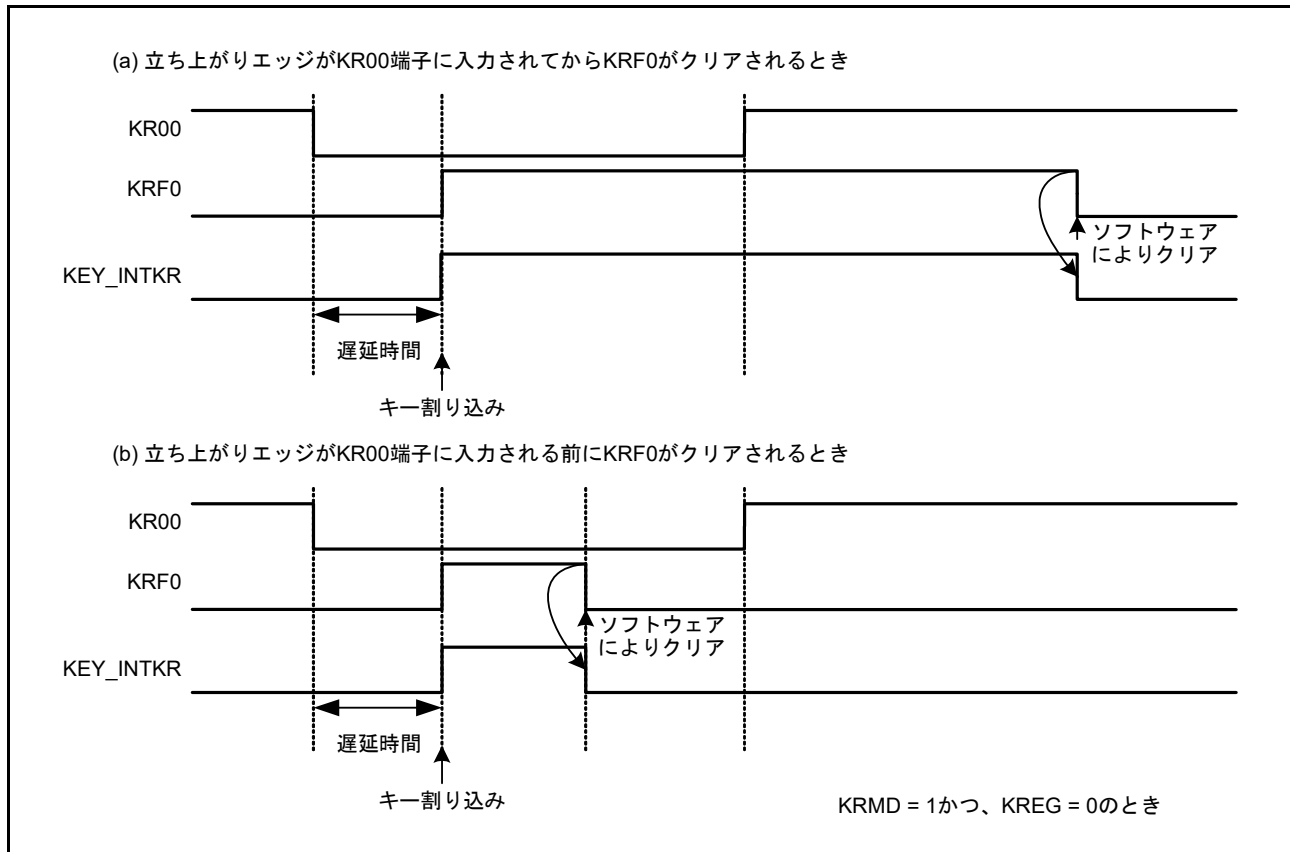 (a) 立ち上がりエッジがKR00端子に入力されてからKRF0がクリアされるとき
KR00
KRF0
ソフトウェア
によりクリア
KEY_INTKR
遅延時間
キー割り込み
(b) 立ち上がりエッジがKR00端子に入力される前にKRF0がクリアされるとき
KR00
KRF0
ソフトウェア
によりクリア
KEY_INTKR
遅延時間
キー割り込み
KRMD = 1かつ、KREG = 0のとき